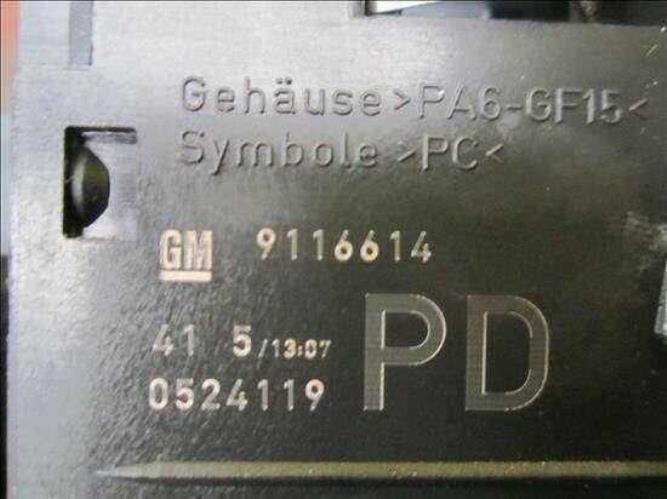 Gehäuse >PA6-GF15<
Symbole >PC<
GM 9116614
41 5/13:07
0524119
PD